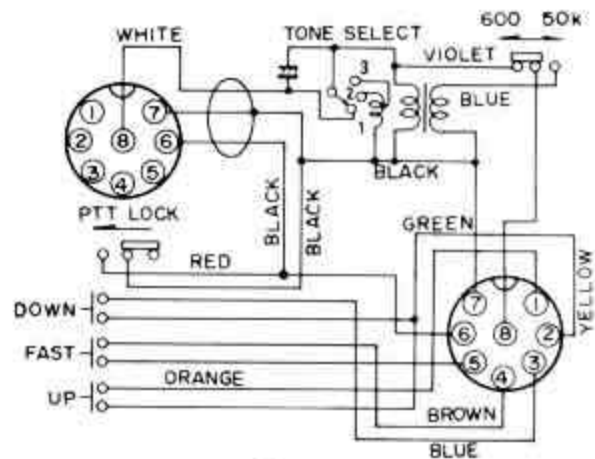 600 50K
WHITE TONE SELECT
VIOLET
BLUE
3
2
1
1 7
2 8 6
3 4 5
BLACK
PTT LOCK
BLACK
BLACK
GREEN
RED
YELLOW
7 1
6 8 2
5 4 3
DOWN
FAST
ORANGE
UP
BROWN
BLUE